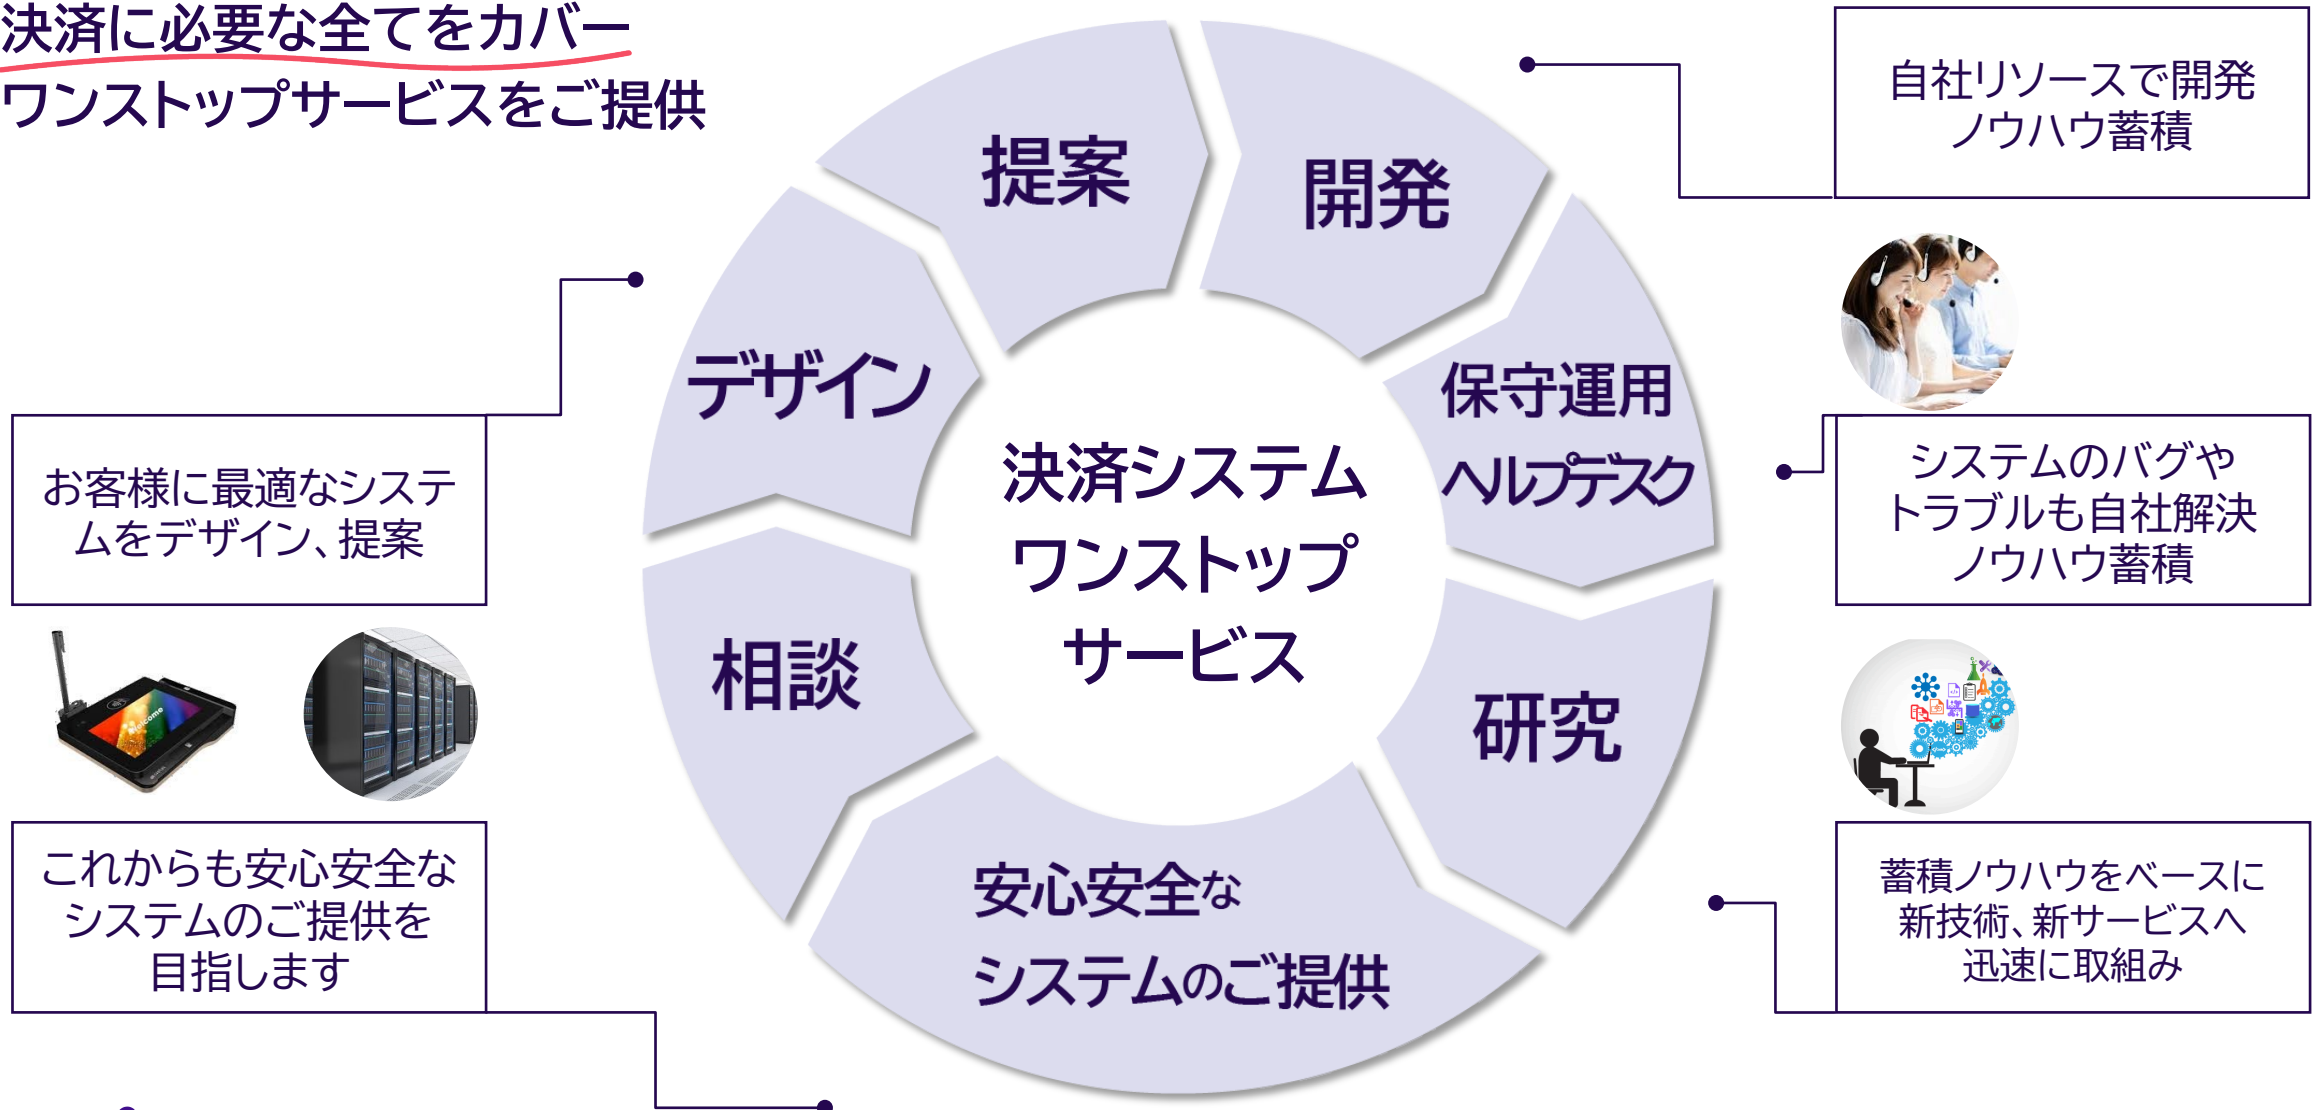 決済に必要な全てをカバー
ワンストップサービスをご提供
提案
開発
自社リソースで開発
ノウハウ蓄積
デザイン
保守運用
ヘルプデスク
お客様に最適なシステ
ムをデザイン、提案
決済システム
ワンストップ
サービス
システムのバグや
トラブルも自社解決
ノウハウ蓄積
相談
研究
welcome
これからも安心安全な
システムのご提供を
目指します
安心安全な
システムのご提供
蓄積ノウハウをベースに
新技術、新サービスへ
迅速に取組み